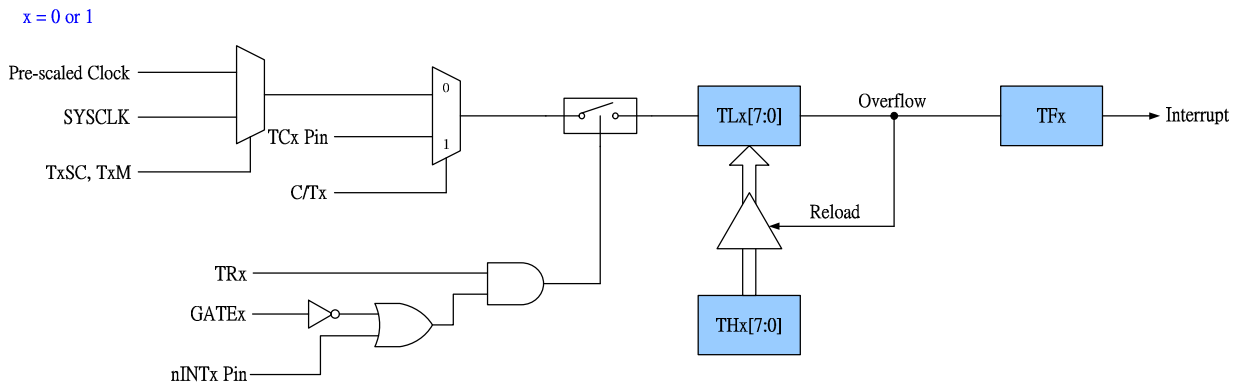 x = 0 or 1
Pre-scaled Clock
SYSCLK
TxSC, TxM
TCx Pin
C/Tx
0
1
TLx[7:0]
Overflow
TFx
Interrupt
Reload
THx[7:0]
TRx
GATEx
nINTx Pin